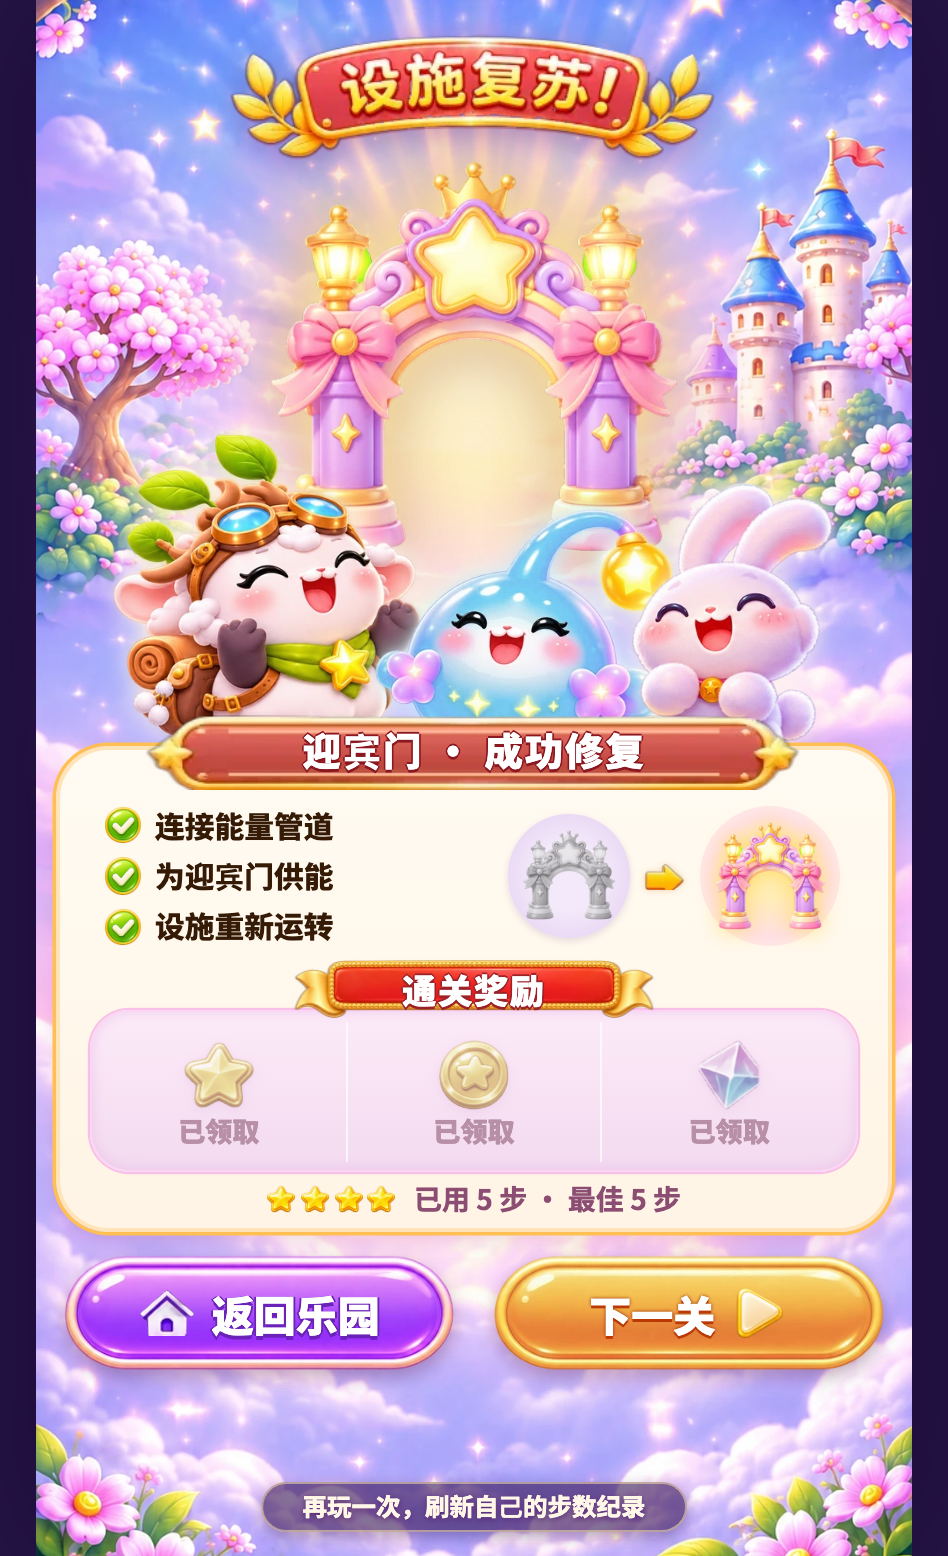 设施复苏!
迎宾门 · 成功修复
连接能量管道
为迎宾门供能
设施重新运转
通关奖励
已领取 已领取 已领取
已用 5 步 · 最佳 5 步
返回乐园 下一关
再玩一次，刷新自己的步数纪录